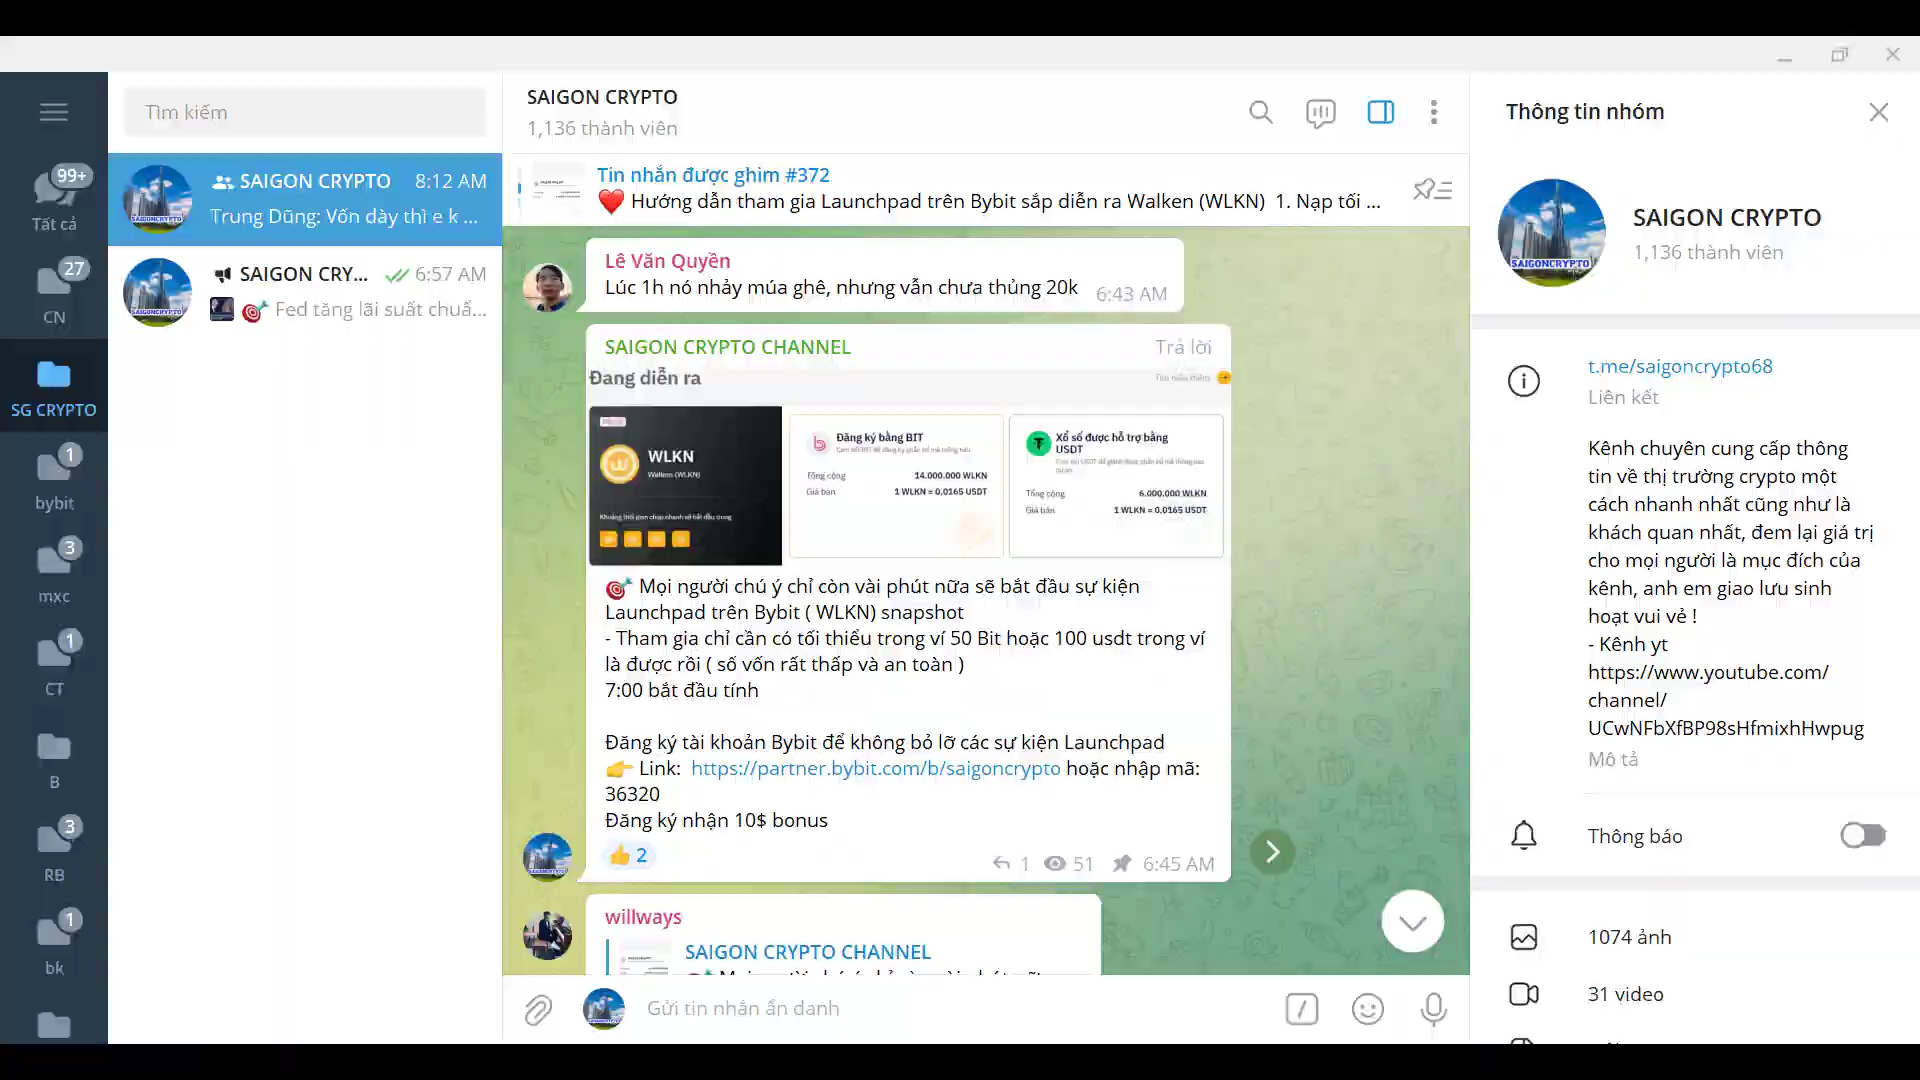 Tìm kiếm
99+
Tất cả
27
CN
SG CRYPTO
1
bybit
3
mxc
1
CT
B
3
RB
1
bk
SAIGON CRYPTO 8:12 AM
Trung Dũng: Vốn dày thì e k ...
SAIGON CRY... 6:57 AM
Fed tăng lãi suất chuẩ...
SAIGON CRYPTO
1,136 thành viên
Tin nhắn được ghim #372
Hướng dẫn tham gia Launchpad trên Bybit sắp diễn ra Walken (WLKN) 1. Nạp tối ...
Lê Văn Quyền
Lúc 1h nó nhảy múa ghê, nhưng vẫn chưa thủng 20k 6:43 AM
SAIGON CRYPTO CHANNEL Trả lời
Đang diễn ra
WLKN
Walken (WLKN)
Đăng ký bằng BIT
Tổng cộng 14.000.000 WLKN
Giá bán 1 WLKN = 0,0165 USDT
Xổ số được hỗ trợ bằng
USDT
Tổng cộng 6.000.000 WLKN
Giá bán 1 WLKN = 0,0165 USDT
Mọi người chú ý chỉ còn vài phút nữa sẽ bắt đầu sự kiện
Launchpad trên Bybit ( WLKN) snapshot
- Tham gia chỉ cần có tối thiểu trong ví 50 Bit hoặc 100 usdt trong ví
là được rồi ( số vốn rất thấp và an toàn )
7:00 bắt đầu tính
Đăng ký tài khoản Bybit để không bỏ lỡ các sự kiện Launchpad
Link: https://partner.bybit.com/b/saigoncrypto hoặc nhập mã:
36320
Đăng ký nhận 10$ bonus
2
1 51 6:45 AM
willways
SAIGON CRYPTO CHANNEL
Gửi tin nhắn ẩn danh
Thông tin nhóm
SAIGONCRYPTO
SAIGON CRYPTO
1,136 thành viên
t.me/saigoncrypto68
Liên kết
Kênh chuyên cung cấp thông
tin về thị trường crypto một
cách nhanh nhất cũng như là
khách quan nhất, đem lại giá trị
cho mọi người là mục đích của
kênh, anh em giao lưu sinh
hoạt vui vẻ !
- Kênh yt
https://www.youtube.com/
channel/
UCwNFbXfBP98sHfmixhHwpug
Mô tả
Thông báo
1074 ảnh
31 video